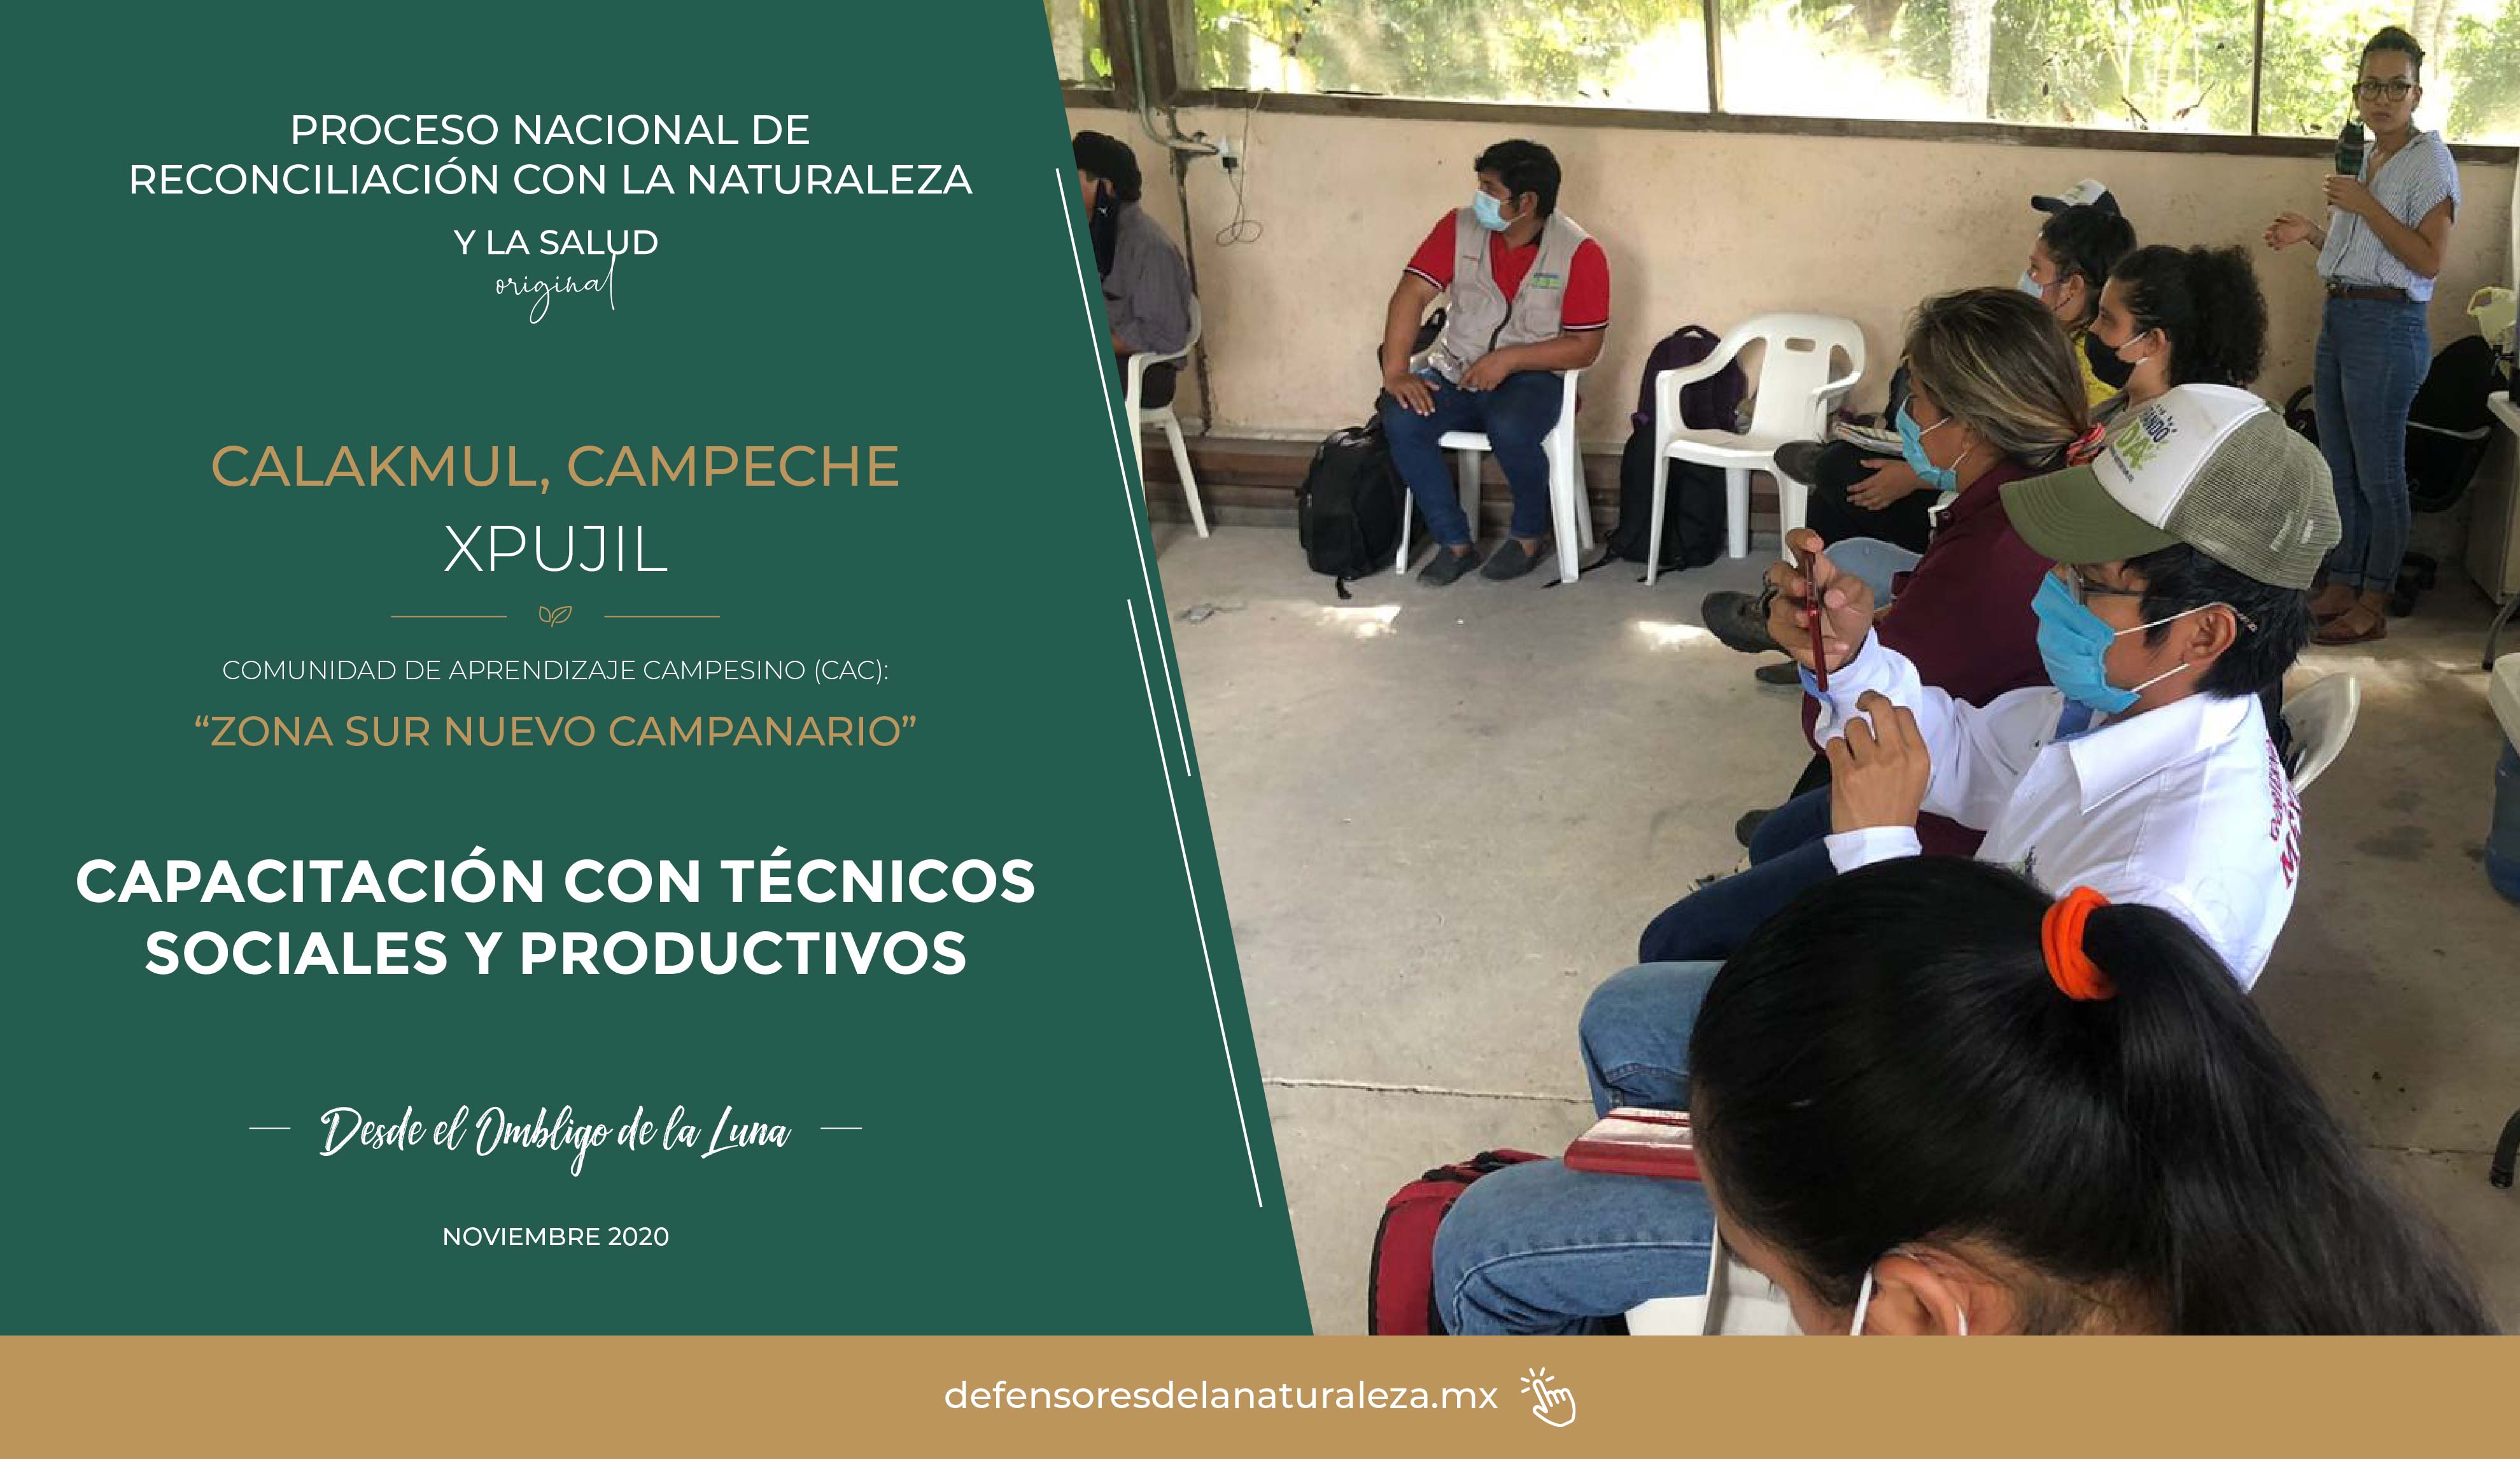 PROCESO NACIONAL DE
RECONCILIACIÓN CON LA NATURALEZA
Y LA SALUD
original
CALAKMUL, CAMPECHE
XPUJIL
COMUNIDAD DE APRENDIZAJE CAMPESINO (CAC):
“ZONA SUR NUEVO CAMPANARIO”
CAPACITACIÓN CON TÉCNICOS
SOCIALES Y PRODUCTIVOS
Desde el Ombligo de la Luna
NOVIEMBRE 2020
defensoresdelanaturaleza.mx